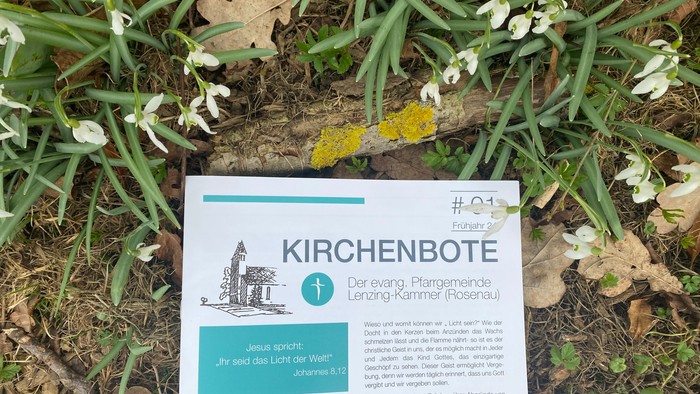 # 01
Frühjahr 2
KIRCHENBOTE
Der evang. Pfarrgemeinde
Lenzing-Kammer (Rosenau)
Jesus spricht:
„Ihr seid das Licht der Welt!"
Johannes 8,12
Wieso und womit können wir „ Licht sein?" Wie der
Docht in den Kerzen beim Anzünden das Wachs
schmelzen lässt und die Flamme nährt- so ist es der
christliche Geist in uns, der es möglich macht in Jeder
und Jedem das Kind Gottes, das einzigartige
Geschöpf zu sehen. Dieser Geist ermöglicht Verge-
bung, denn wir werden täglich erinnert, dass uns Gott
vergibt und wir vergeben sollen.